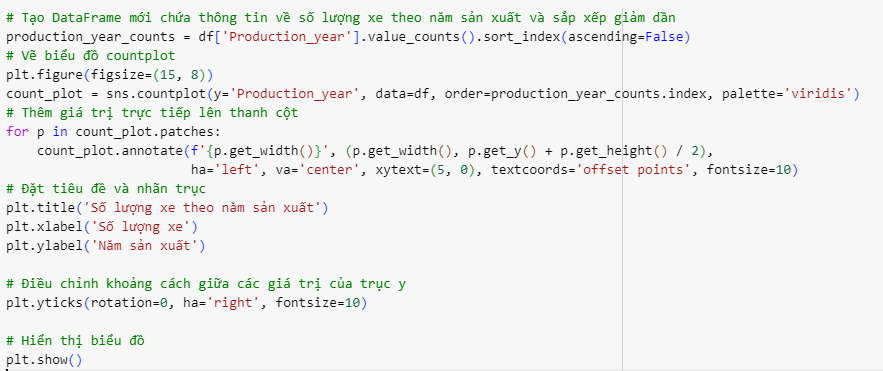 # Tạo DataFrame mới chứa thông tin về số lượng xe theo năm sản xuất và sắp xếp giảm dần
production_year_counts = df['Production_year'].value_counts().sort_index(ascending=False)
# Vẽ biểu đồ countplot
plt.figure(figsize=(15, 8))
count_plot = sns.countplot(y='Production_year', data=df, order=production_year_counts.index, palette='viridis')
# Thêm giá trị trực tiếp lên thanh cột
for p in count_plot.patches:
    count_plot.annotate(f'{p.get_width()}', (p.get_width(), p.get_y() + p.get_height() / 2),
                        ha='left', va='center', xytext=(5, 0), textcoords='offset points', fontsize=10)
# Đặt tiêu đề và nhãn trục
plt.title('Số lượng xe theo năm sản xuất')
plt.xlabel('Số lượng xe')
plt.ylabel('Năm sản xuất')
# Điều chỉnh khoảng cách giữa các giá trị của trục y
plt.yticks(rotation=0, ha='right', fontsize=10)
# Hiển thị biểu đồ
plt.show()